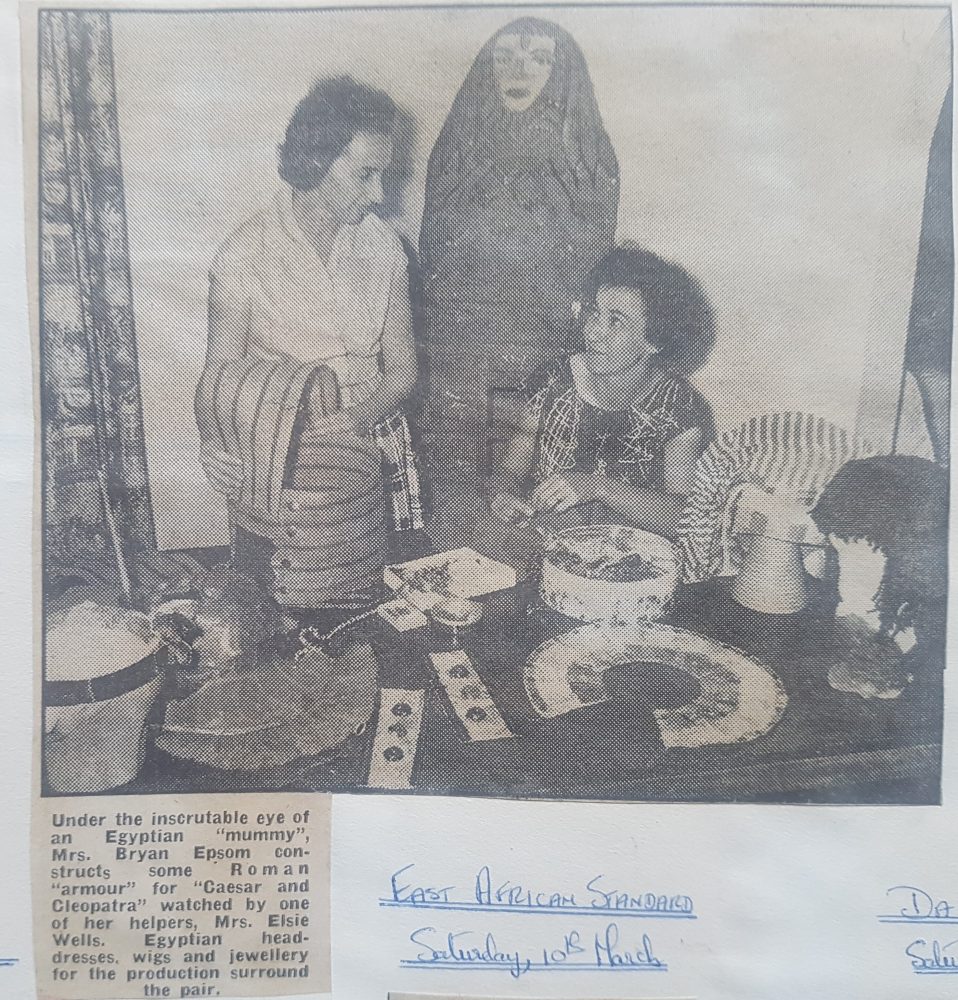 Under the inscrutable eye of
an Egyptian "mummy",
Mrs. Bryan Epsom con-
structs some Roman
"armour" for "Caesar and
Cleopatra" watched by one
of her helpers, Mrs. Elsie
Wells. Egyptian head-
dresses, wigs and jewellery
for the production surround
the pair.
EAST AFRICAN STANDARD
Saturday, 10th March
DA
Satu